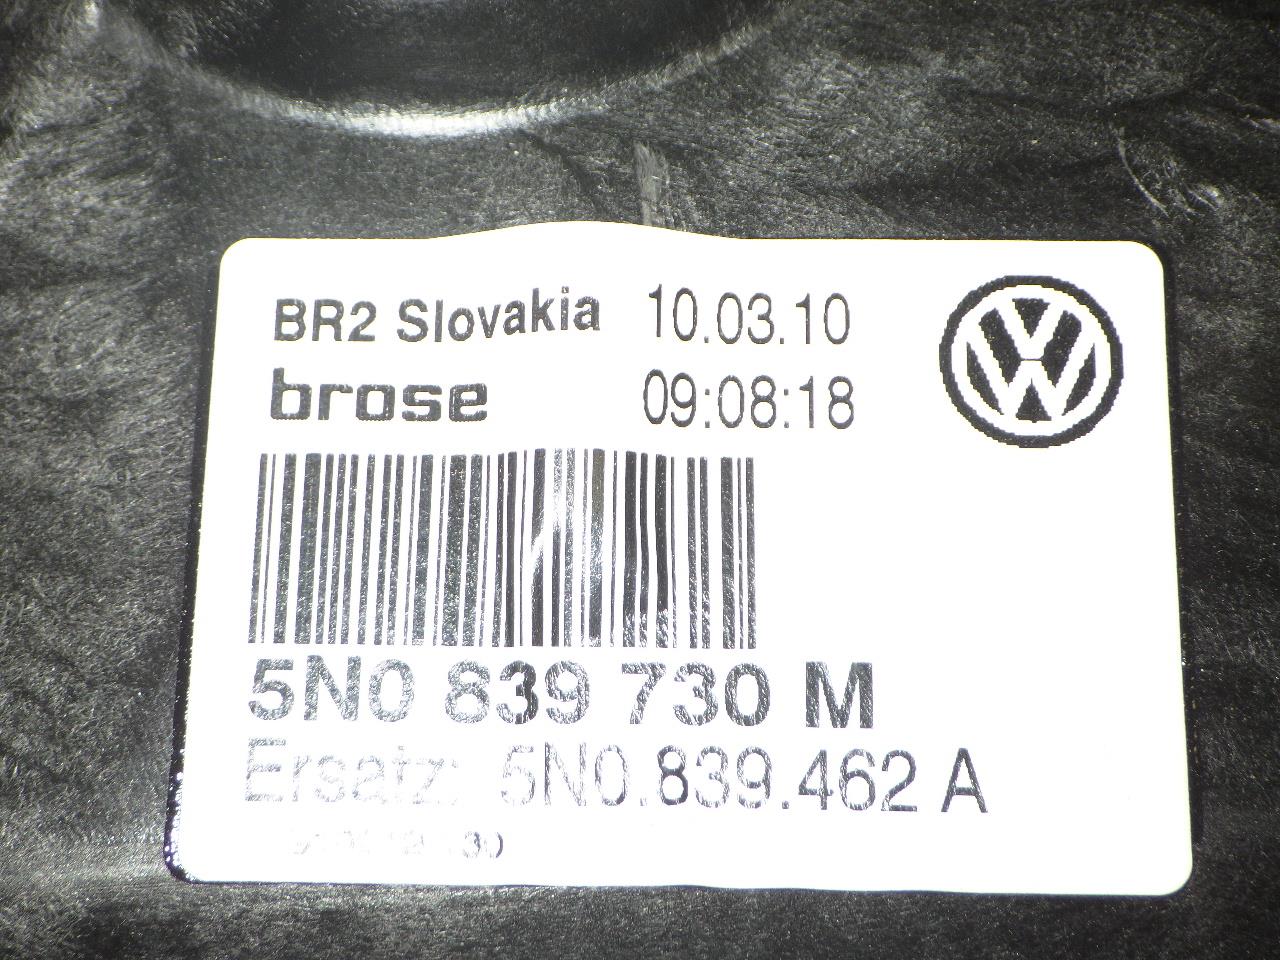 BR2 Slovakia 10.03.10
brose 09:08:18
5N0 839 730 M
Ersatz: 5N0.839.462 A